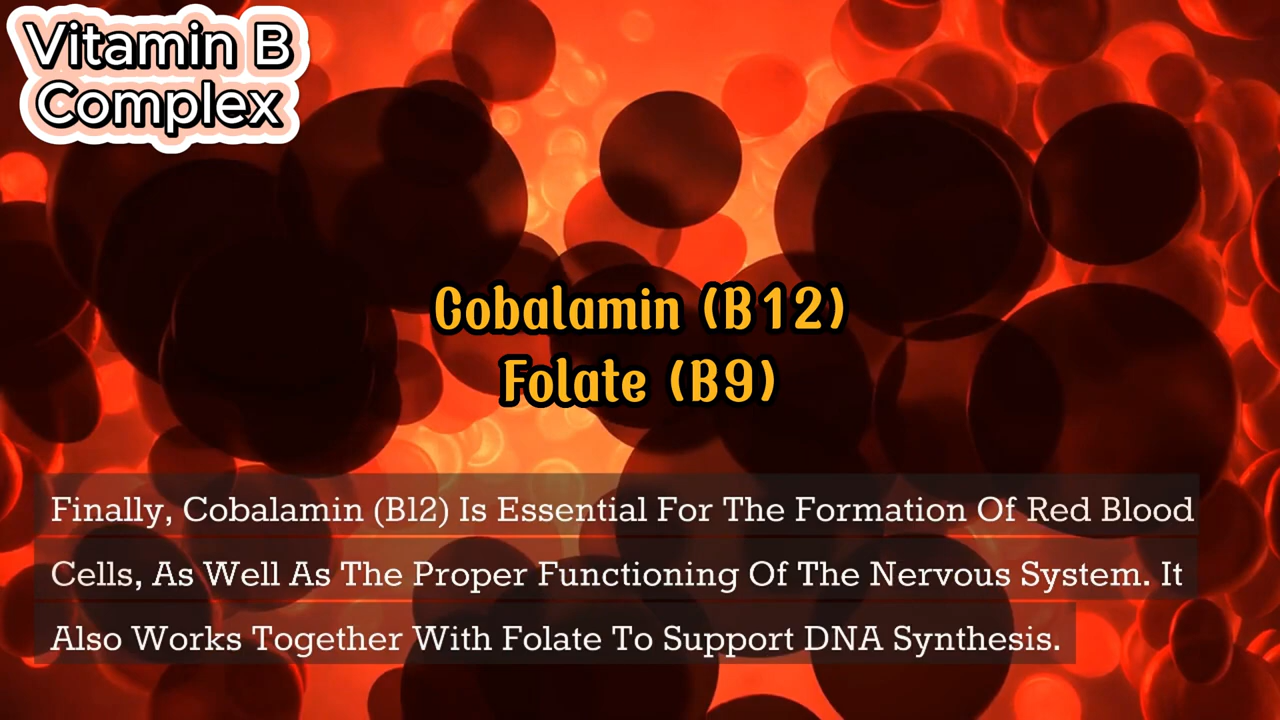 Vitamin B
Complex
Cobalamin (B12)
Folate (B9)
Finally, Cobalamin (B12) Is Essential For The Formation Of Red Blood
Cells, As Well As The Proper Functioning Of The Nervous System. It
Also Works Together With Folate To Support DNA Synthesis.